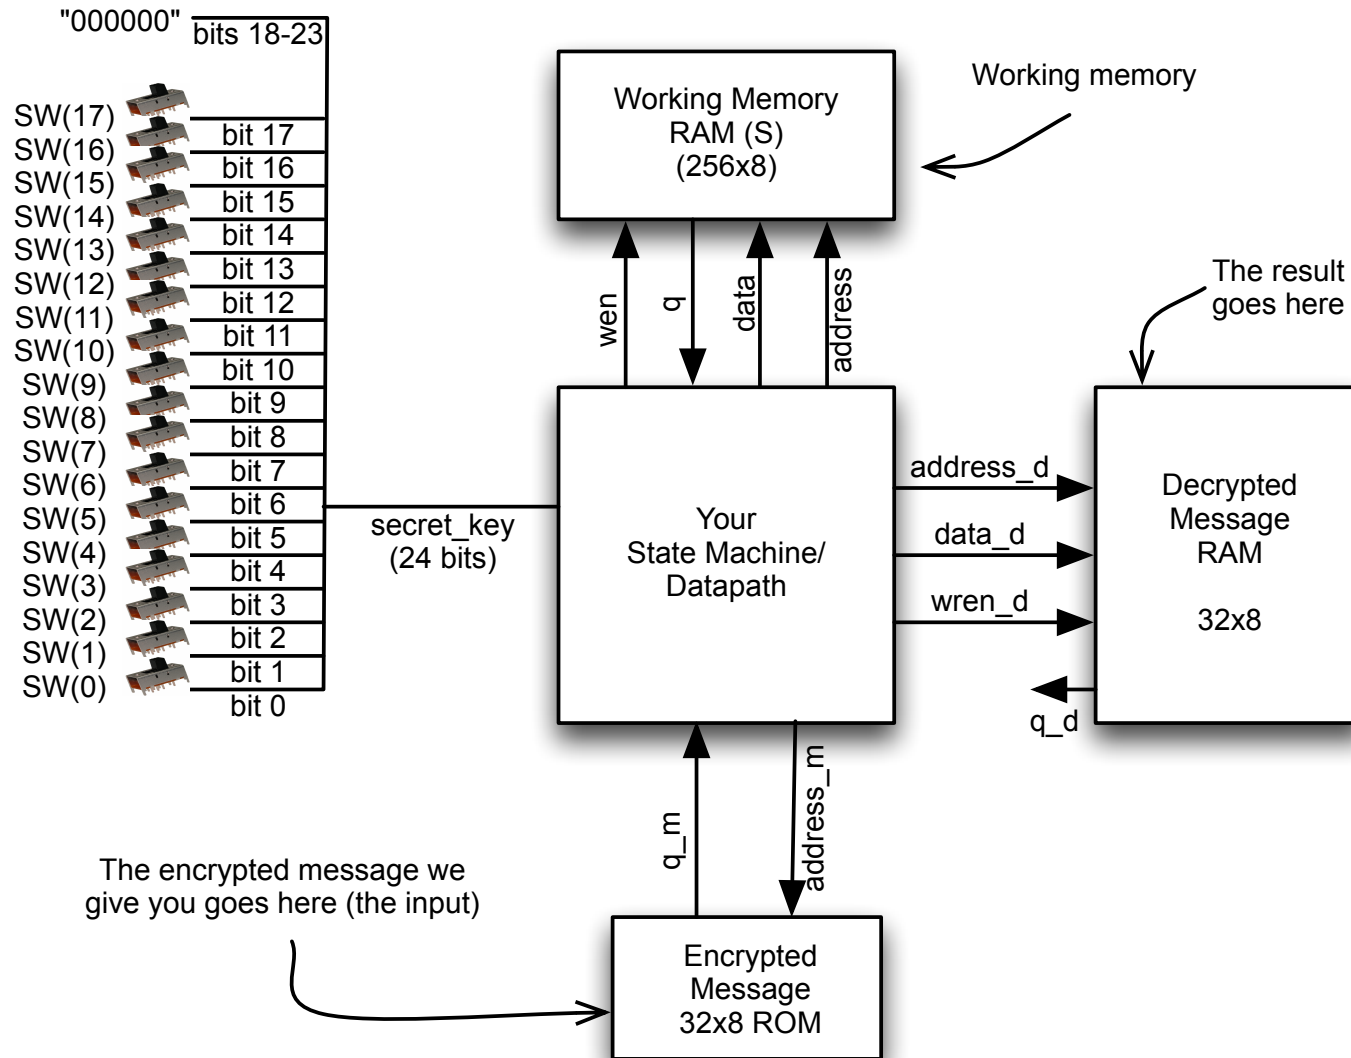 "000000"
bits 18-23
SW(17)
SW(16)
SW(15)
SW(14)
SW(13)
SW(12)
SW(11)
SW(10)
SW(9)
SW(8)
SW(7)
SW(6)
SW(5)
SW(4)
SW(3)
SW(2)
SW(1)
SW(0)
bit 17
bit 16
bit 15
bit 14
bit 13
bit 12
bit 11
bit 10
bit 9
bit 8
bit 7
bit 6
bit 5
bit 4
bit 3
bit 2
bit 1
bit 0
secret_key
(24 bits)
Working Memory
RAM (S)
(256x8)
Working memory
wen
q
data
address
The result
goes here
Your
State Machine/
Datapath
address_d
data_d
wren_d
q_d
Decrypted
Message
RAM
32x8
q_m
address_m
The encrypted message we
give you goes here (the input)
Encrypted
Message
32x8 ROM